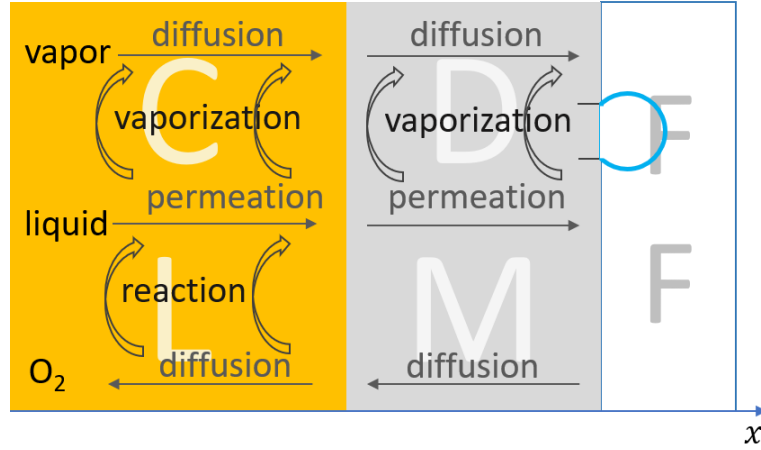 diffusion diffusion
vapor
C D F
vaporization vaporization
permeation permeation
liquid
L M F
reaction
O₂
diffusion diffusion
x